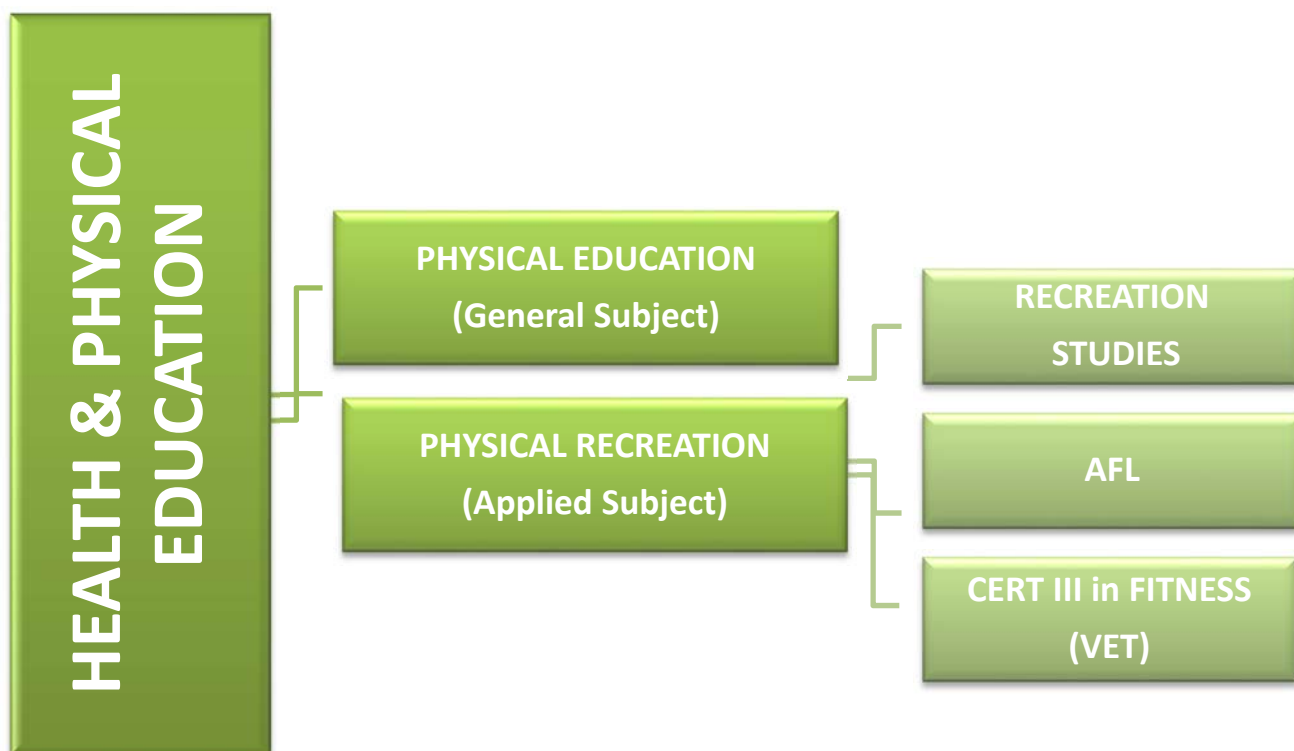 HEALTH & PHYSICAL
EDUCATION
PHYSICAL EDUCATION
(General Subject)
PHYSICAL RECREATION
(Applied Subject)
RECREATION
STUDIES
AFL
CERT III in FITNESS
(VET)